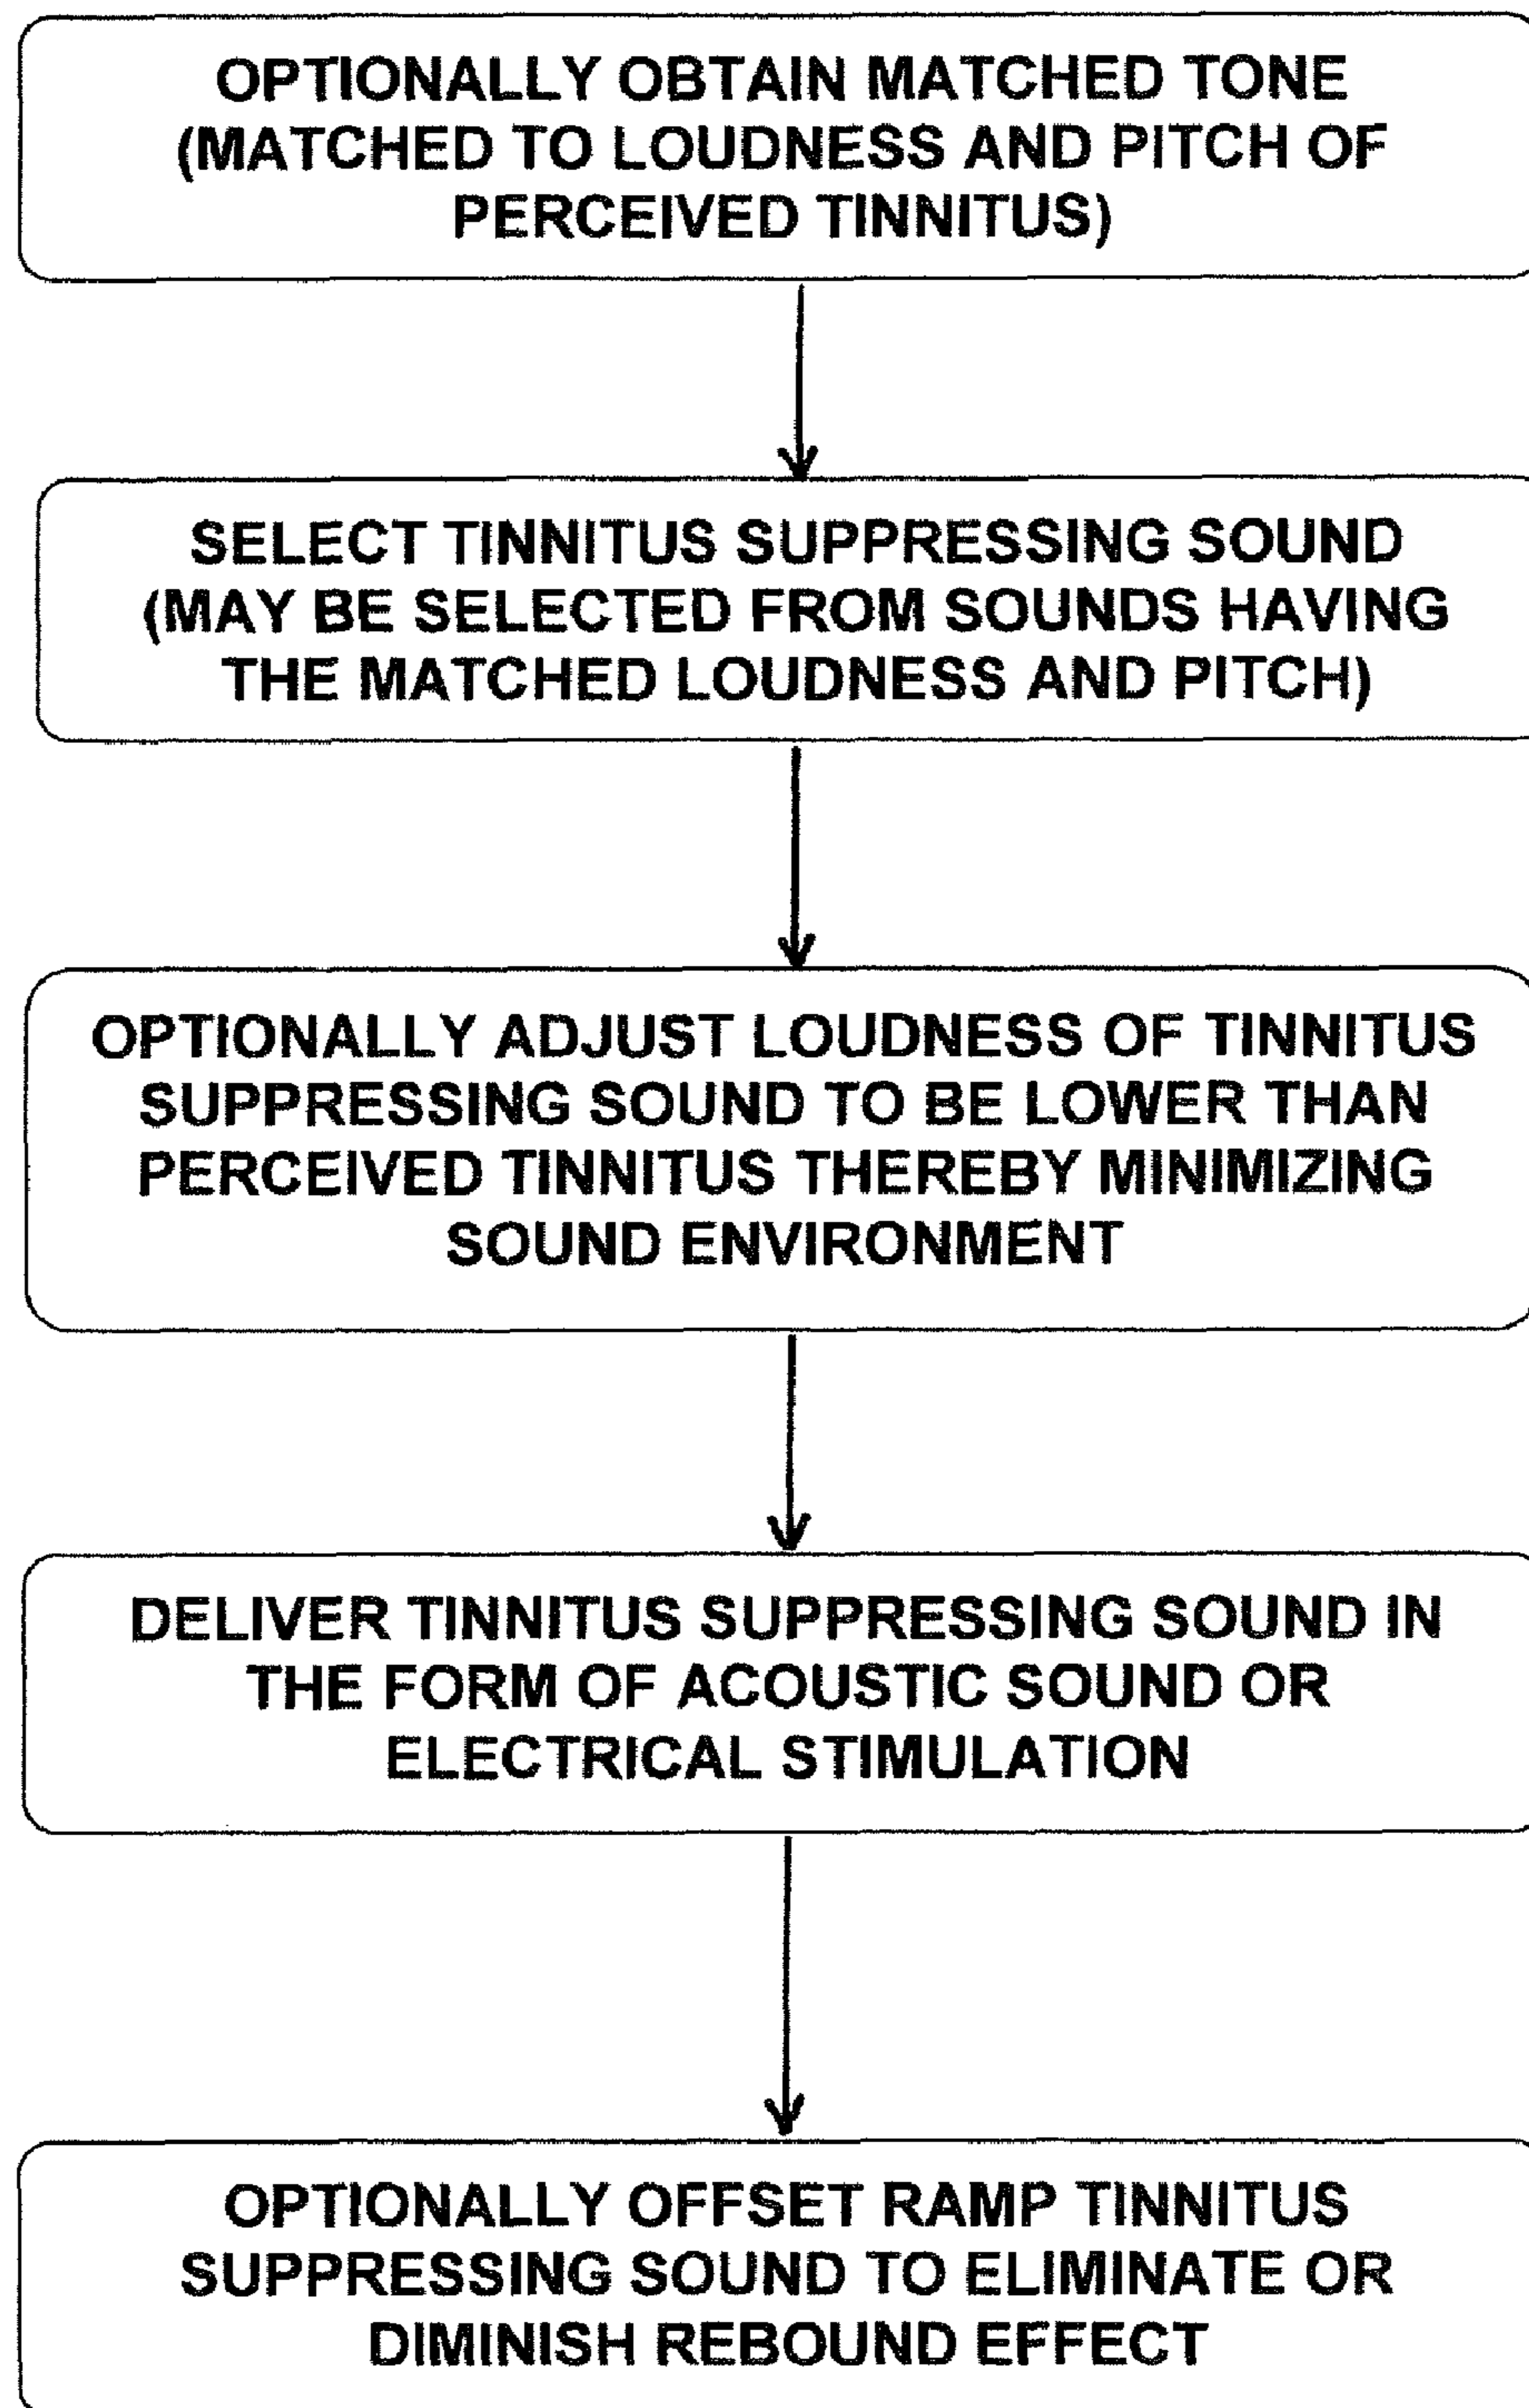 OPTIONALLY OBTAIN MATCHED TONE
(MATCHED TO LOUDNESS AND PITCH OF
PERCEIVED TINNITUS)
SELECT TINNITUS SUPPRESSING SOUND
(MAY BE SELECTED FROM SOUNDS HAVING
THE MATCHED LOUDNESS AND PITCH)
OPTIONALLY ADJUST LOUDNESS OF TINNITUS
SUPPRESSING SOUND TO BE LOWER THAN
PERCEIVED TINNITUS THEREBY MINIMIZING
SOUND ENVIRONMENT
DELIVER TINNITUS SUPPRESSING SOUND IN
THE FORM OF ACOUSTIC SOUND OR
ELECTRICAL STIMULATION
OPTIONALLY OFFSET RAMP TINNITUS
SUPPRESSING SOUND TO ELIMINATE OR
DIMINISH REBOUND EFFECT